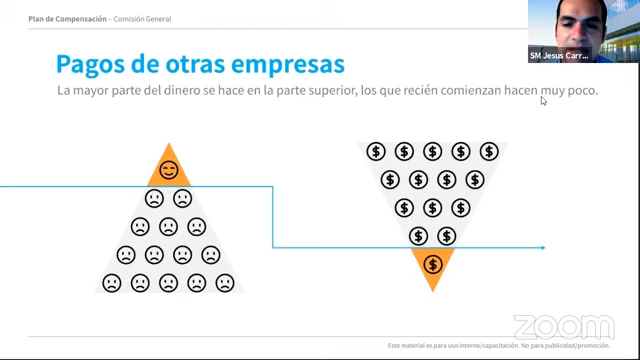 Plan de Compensación – Comisión General
SM Jesus Carr...
Pagos de otras empresas
La mayor parte del dinero se hace en la parte superior, los que recién comienzan hacen muy poco.
$ $ $ $ $
$ $ $ $
$ $ $
$ $
$
zoom
Este material es para uso interno/capacitación. No para publicidad/promoción.